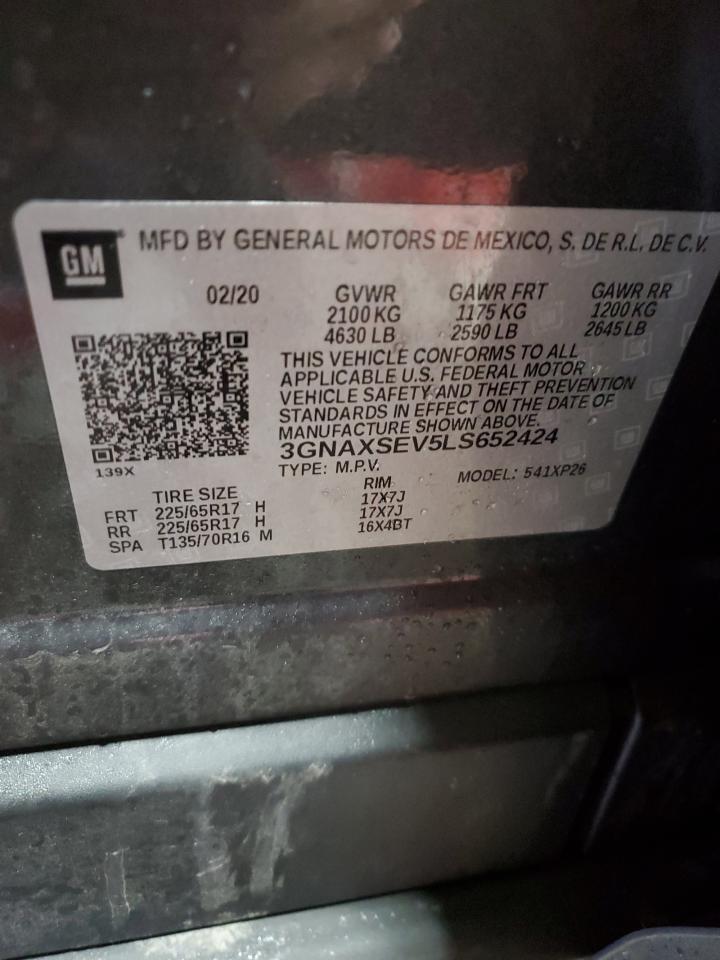 GM
MFD BY GENERAL MOTORS DE MEXICO, S. DE R.L. DE C.V.
02/20
GVWR GAWR FRT GAWR RR
2100 KG 1175 KG 1200 KG
4630 LB 2590 LB 2645 LB
THIS VEHICLE CONFORMS TO ALL
APPLICABLE U.S. FEDERAL MOTOR
VEHICLE SAFETY AND THEFT PREVENTION
STANDARDS IN EFFECT ON THE DATE OF
MANUFACTURE SHOWN ABOVE.
3GNAXSEV5LS652424
139X
TYPE: M.P.V. MODEL: 541XP26
TIRE SIZE RIM
FRT 225/65R17 H 17X7J
RR 225/65R17 H 17X7J
SPA T135/70R16 M 16X4BT